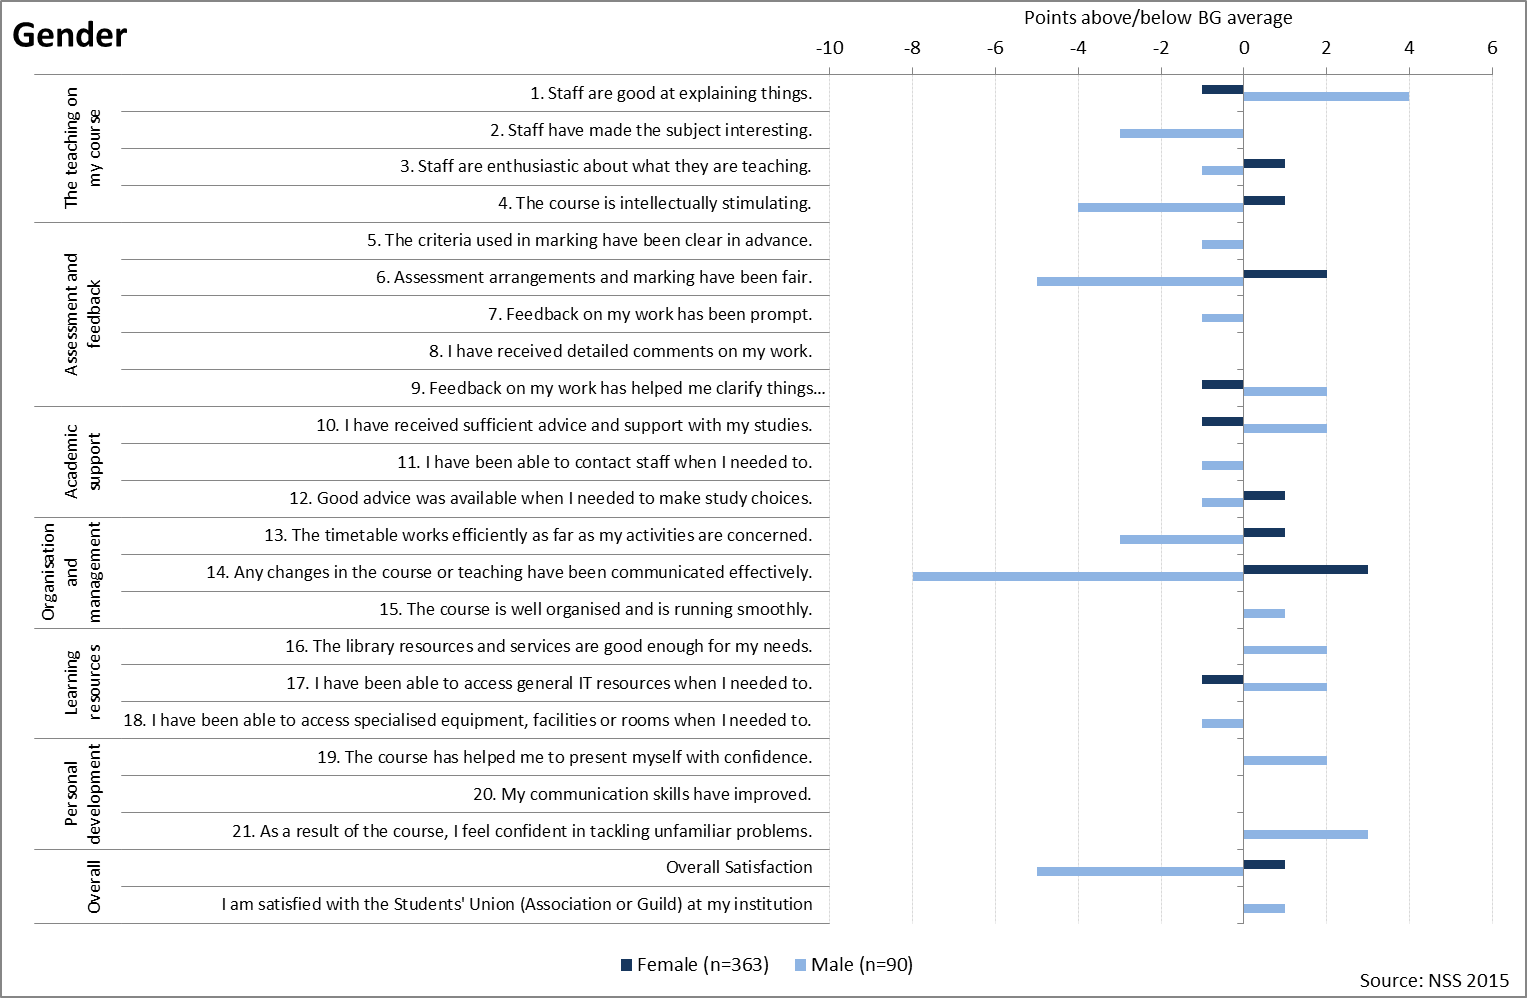 Gender
Points above/below BG average
-10 -8 -6 -4 -2 0 2 4 6
The teaching on
my course
1. Staff are good at explaining things.
2. Staff have made the subject interesting.
3. Staff are enthusiastic about what they are teaching.
4. The course is intellectually stimulating.
Assessment and
feedback
5. The criteria used in marking have been clear in advance.
6. Assessment arrangements and marking have been fair.
7. Feedback on my work has been prompt.
8. I have received detailed comments on my work.
9. Feedback on my work has helped me clarify things...
Academic
support
10. I have received sufficient advice and support with my studies.
11. I have been able to contact staff when I needed to.
12. Good advice was available when I needed to make study choices.
Organisation
and
management
13. The timetable works efficiently as far as my activities are concerned.
14. Any changes in the course or teaching have been communicated effectively.
15. The course is well organised and is running smoothly.
Learning
resources
16. The library resources and services are good enough for my needs.
17. I have been able to access general IT resources when I needed to.
18. I have been able to access specialised equipment, facilities or rooms when I needed to.
Personal
development
19. The course has helped me to present myself with confidence.
20. My communication skills have improved.
21. As a result of the course, I feel confident in tackling unfamiliar problems.
Overall
Overall Satisfaction
I am satisfied with the Students' Union (Association or Guild) at my institution
Female (n=363) Male (n=90)
Source: NSS 2015